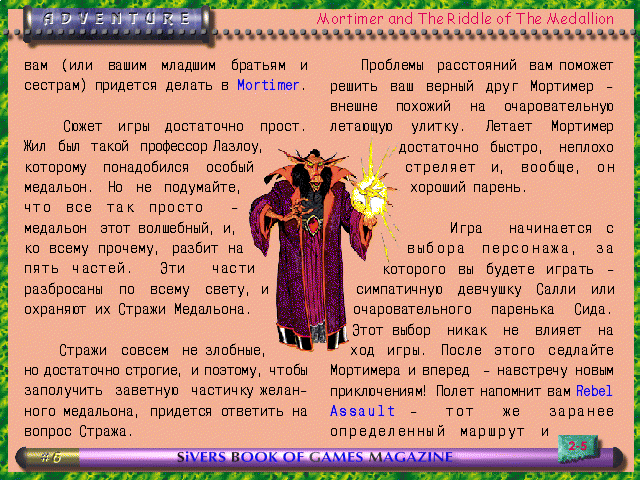 ADVENTURE
Mortimer and The Riddle of The Medallion
вам (или вашим младшим братьям и
сестрам) придется делать в Mortimer.
Сюжет игры достаточно прост.
Жил был такой профессор Лазлоу,
которому понадобился особый
медальон. Но не подумайте,
что все так просто -
медальон этот волшебный, и,
ко всему прочему, разбит на
пять частей. Эти части
разбросаны по всему свету, и
охраняют их Стражи Медальона.
Стражи совсем не злобные,
но достаточно строгие, и поэтому, чтобы
заполучить заветную частичку желан-
ного медальона, придется ответить на
вопрос Стража.
Проблемы расстояний вам поможет
решить ваш верный друг Мортимер -
внешне похожий на очаровательную
летающую улитку. Летает Мортимер
достаточно быстро, неплохо
стреляет и, вообще, он
хороший парень.
Игра начинается с
выбора персонажа, за
которого вы будете играть -
симпатичную девчушку Салли или
очаровательного паренька Сида.
Этот выбор никак не влияет на
ход игры. После этого седлайте
Мортимера и вперед - навстречу новым
приключениям! Полет напомнит вам Rebel
Assault - тот же заранее
определенный маршрут и
#6
SiVERS BOOK OF GAMES MAGAZINE
2-5